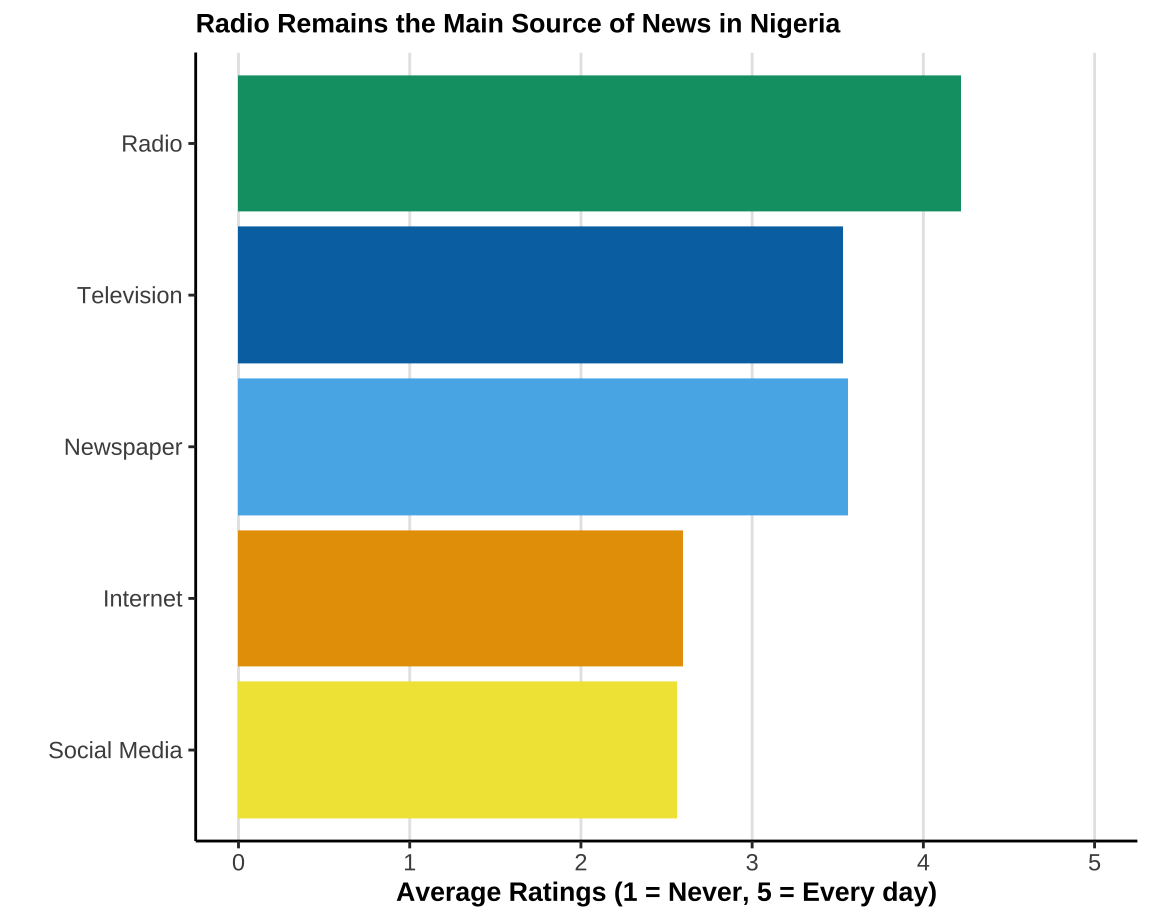 Radio Remains the Main Source of News in Nigeria
Radio
Television
Newspaper
Internet
Social Media
0 1 2 3 4 5
Average Ratings (1 = Never, 5 = Every day)